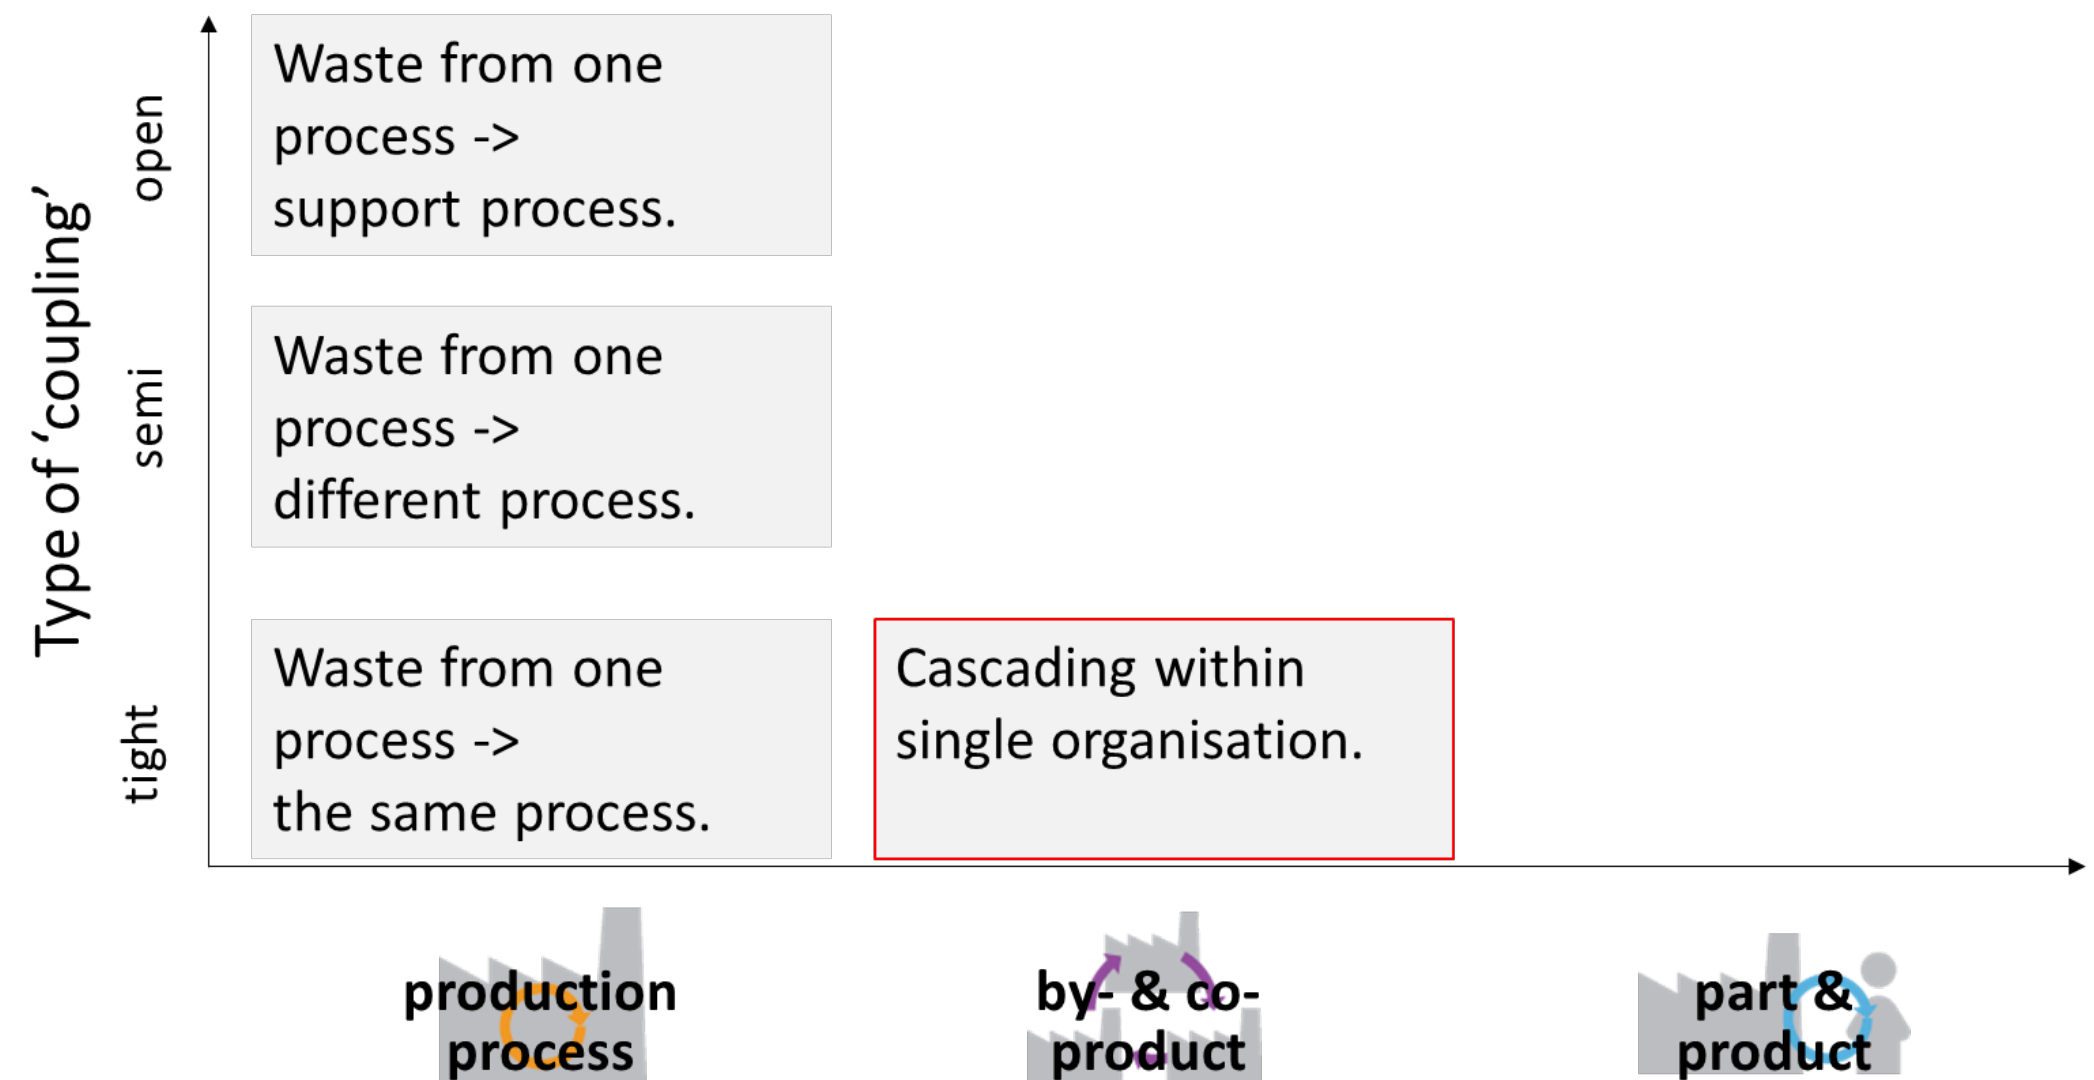 Type of ‘coupling’
open
Waste from one
process ->
support process.
semi
Waste from one
process ->
different process.
tight
Waste from one
process ->
the same process.
Cascading within
single organisation.
production
process
by- & co-
product
part &
product